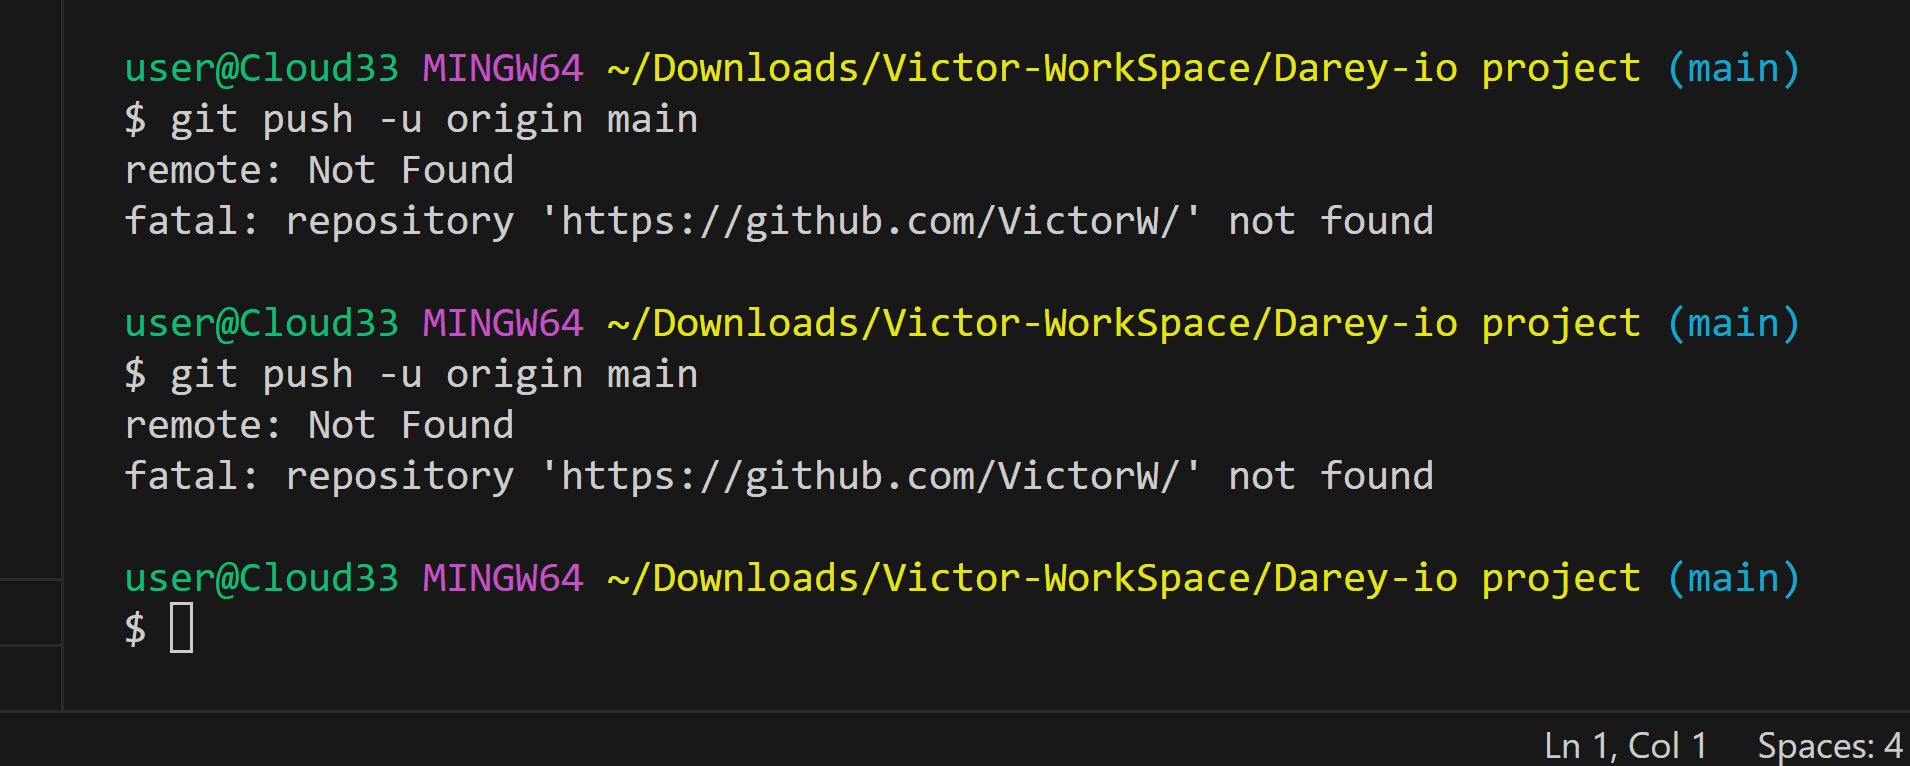 user@Cloud33 MINGW64 ~/Downloads/Victor-WorkSpace/Darey-io project (main)
$ git push -u origin main
remote: Not Found
fatal: repository 'https://github.com/VictorW/' not found
user@Cloud33 MINGW64 ~/Downloads/Victor-WorkSpace/Darey-io project (main)
$ git push -u origin main
remote: Not Found
fatal: repository 'https://github.com/VictorW/' not found
user@Cloud33 MINGW64 ~/Downloads/Victor-WorkSpace/Darey-io project (main)
$
Ln 1, Col 1 Spaces: 4